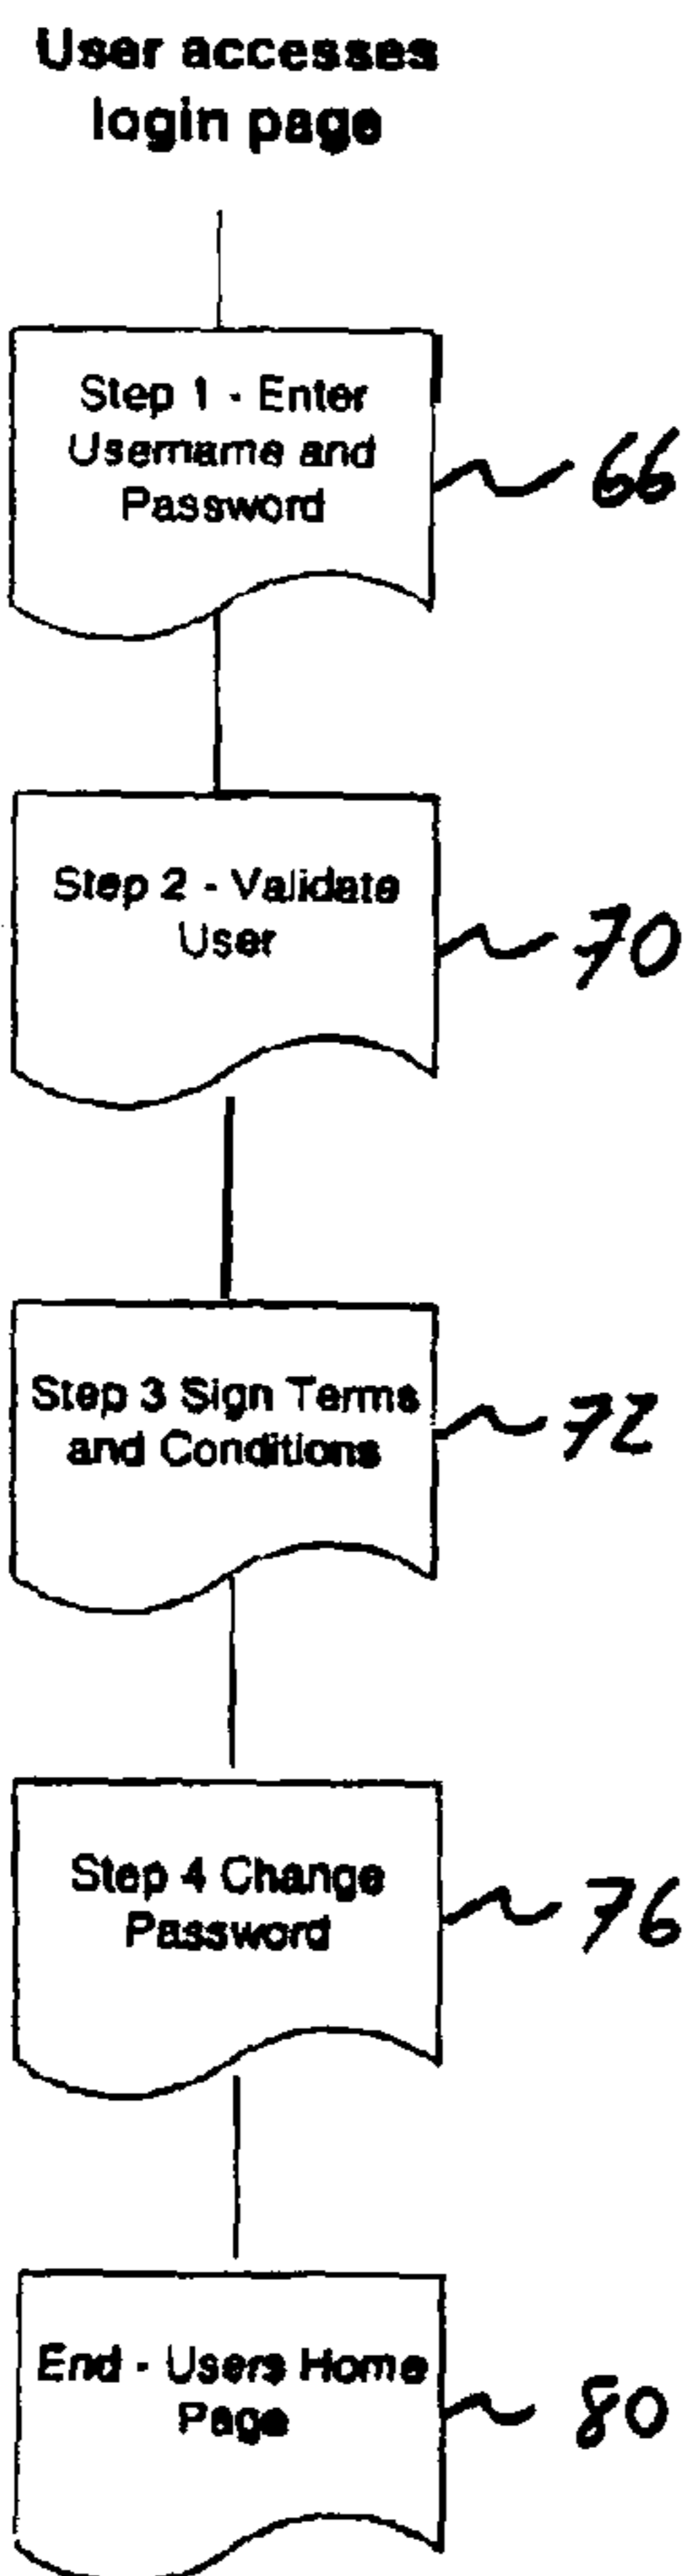 User accesses
login page
Step 1 - Enter
Username and
Password
66
Step 2 - Validate
User
70
Step 3 Sign Terms
and Conditions
72
Step 4 Change
Password
76
End - Users Home
Page
80